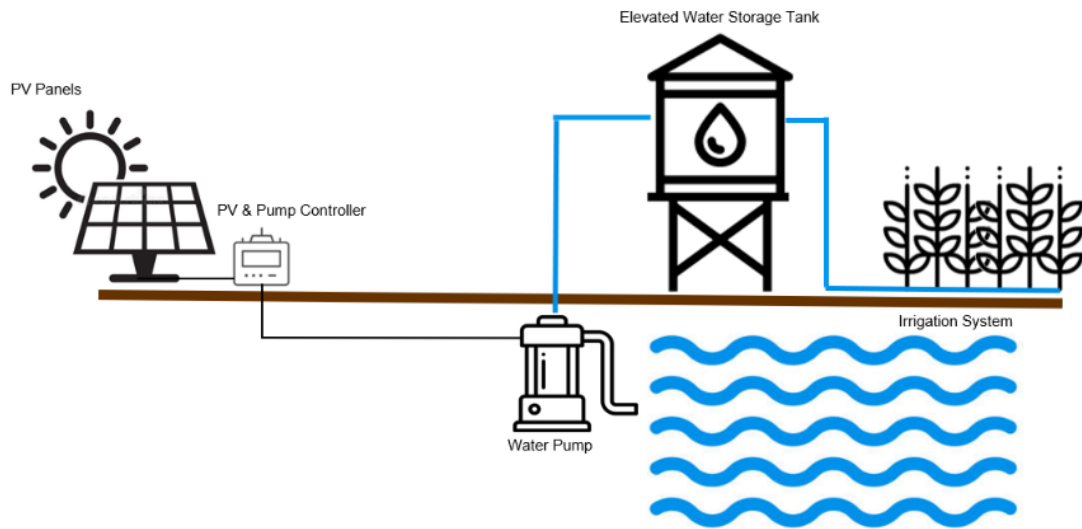 Elevated Water Storage Tank
PV Panels
PV & Pump Controller
Irrigation System
Water Pump